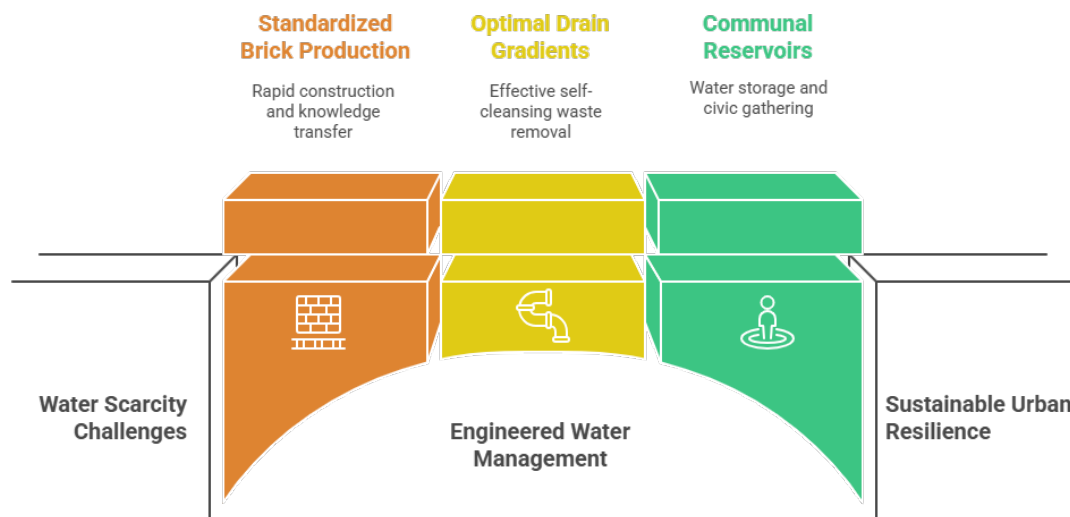 Standardized
Brick Production
Rapid construction
and knowledge
transfer
Optimal Drain
Gradients
Effective self-
cleansing waste
removal
Communal
Reservoirs
Water storage and
civic gathering
Water Scarcity
Challenges
Engineered Water
Management
Sustainable Urban
Resilience